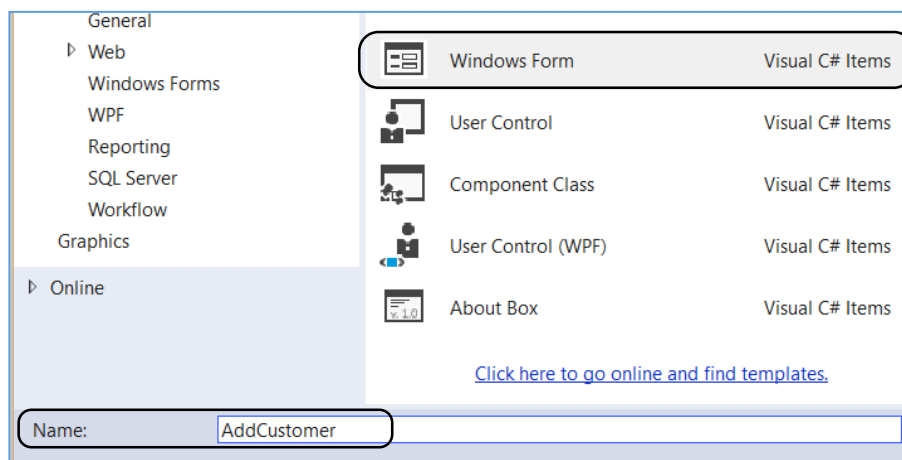 General
Web
Windows Forms
WPF
Reporting
SQL Server
Workflow
Graphics
Online
Windows Form Visual C# Items
User Control Visual C# Items
Component Class Visual C# Items
User Control (WPF) Visual C# Items
v. 1.0
About Box Visual C# Items
Click here to go online and find templates.
Name: AddCustomer